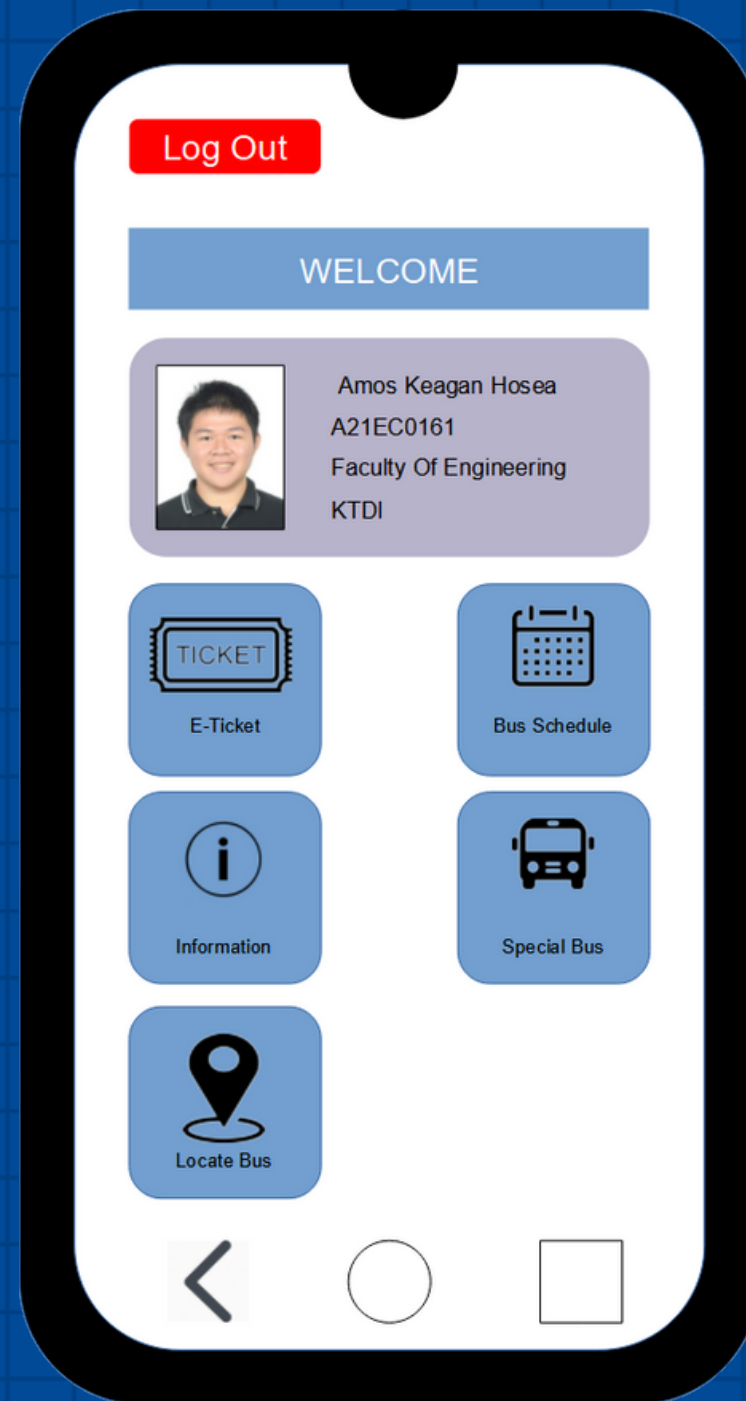 Log Out
WELCOME
Amos Keagan Hosea
A21EC0161
Faculty Of Engineering
KTDI
TICKET
E-Ticket
Bus Schedule
Information
Special Bus
Locate Bus